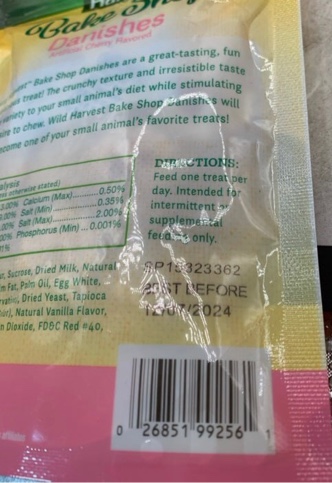 Bake Shop
Danishes
Artificial Cherry Flavored
Bake Shop Danishes are a great-tasting, fun
treat! The crunchy texture and irresistible taste
variety to your small animal's diet while stimulating
to chew. Wild Harvest Bake Shop Danishes will
become one of your small animal's favorite treats!
otherwise stated)
Calcium (Max)..........0.50%
Salt (Min)..........0.35%
Salt (Max)..........2.00%
Phosphorus (Min) ... 0.001%
DIRECTIONS:
Feed one treat per
day. Intended for
intermittent or
supplemental
feeding only.
Sucrose, Dried Milk, Natural
Fat, Palm Oil, Egg White,
Dried Yeast, Tapioca
Natural Vanilla Flavor,
Dioxide, FD&C Red #40,
SP15323362
BEST BEFORE
12/07/2024
0 26851 99256 1